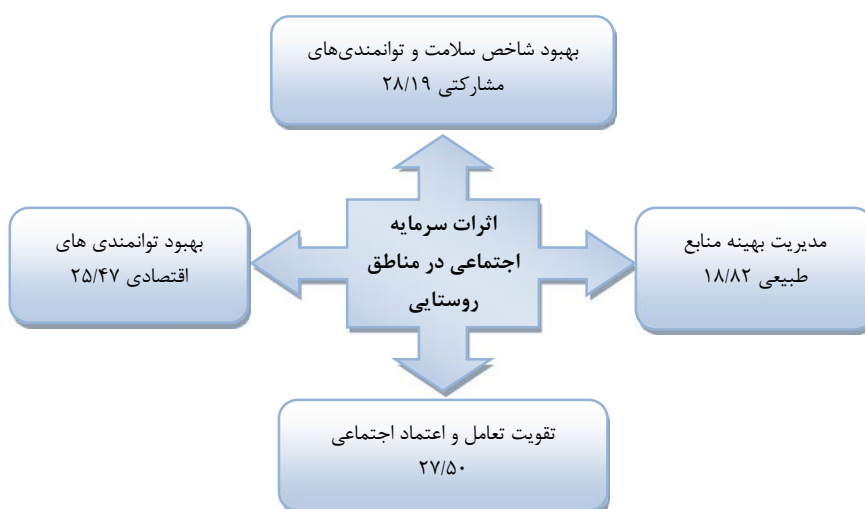 بهبود شاخص سلامت و توانمندی‌های
مشارکتی ۲۸/۱۹
اثرات سرمایه
اجتماعی در مناطق
روستایی
مدیریت بهینه منابع
طبیعی ۱۸/۸۲
بهبود توانمندی های
اقتصادی ۲۵/۴۷
تقویت تعامل و اعتماد اجتماعی
۲۷/۵۰